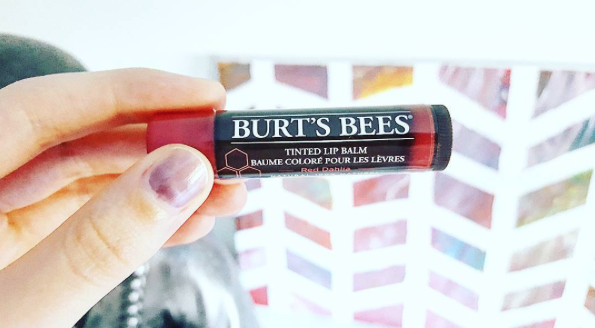 BURT'S BEES®
TINTED LIP BALM
BAUME COLORÉ POUR LES LÈVRES
Red Dahlia